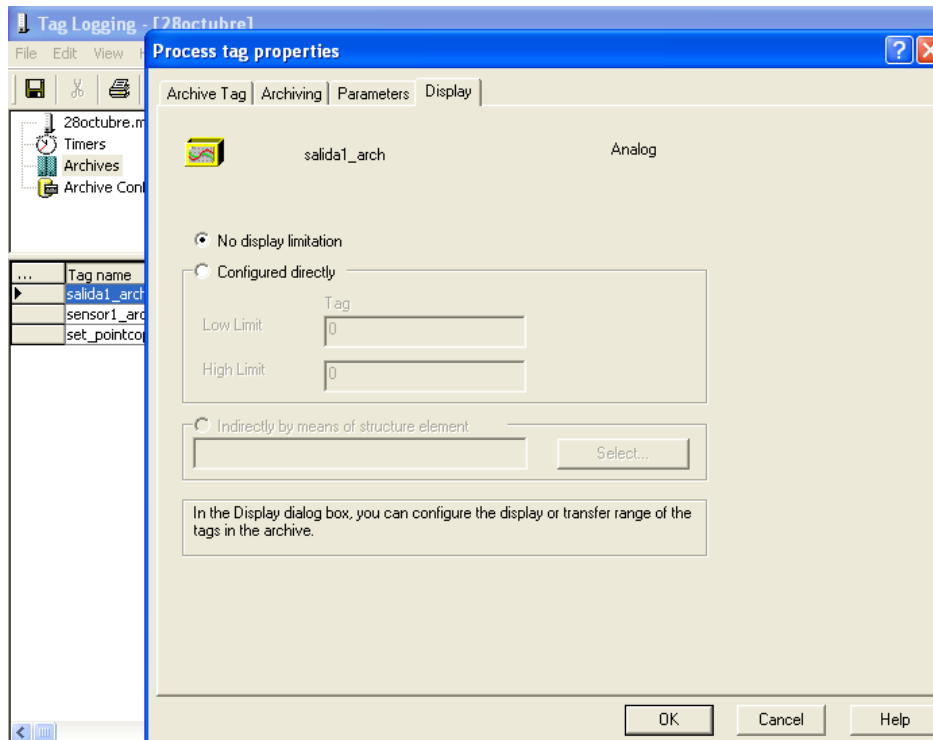 Tag Logging - [28octubre]
Process tag properties
File Edit View
Archive Tag Archiving Parameters Display
28octubre.m
Timers
Archives
Archive Con
salida1_arch Analog
No display limitation
... Tag name
Configured directly
salida1_arch
Tag
sensor1_arc
Low Limit 0
set_pointcop
High Limit 0
Indirectly by means of structure element
Select...
In the Display dialog box, you can configure the display or transfer range of the
tags in the archive.
OK Cancel Help